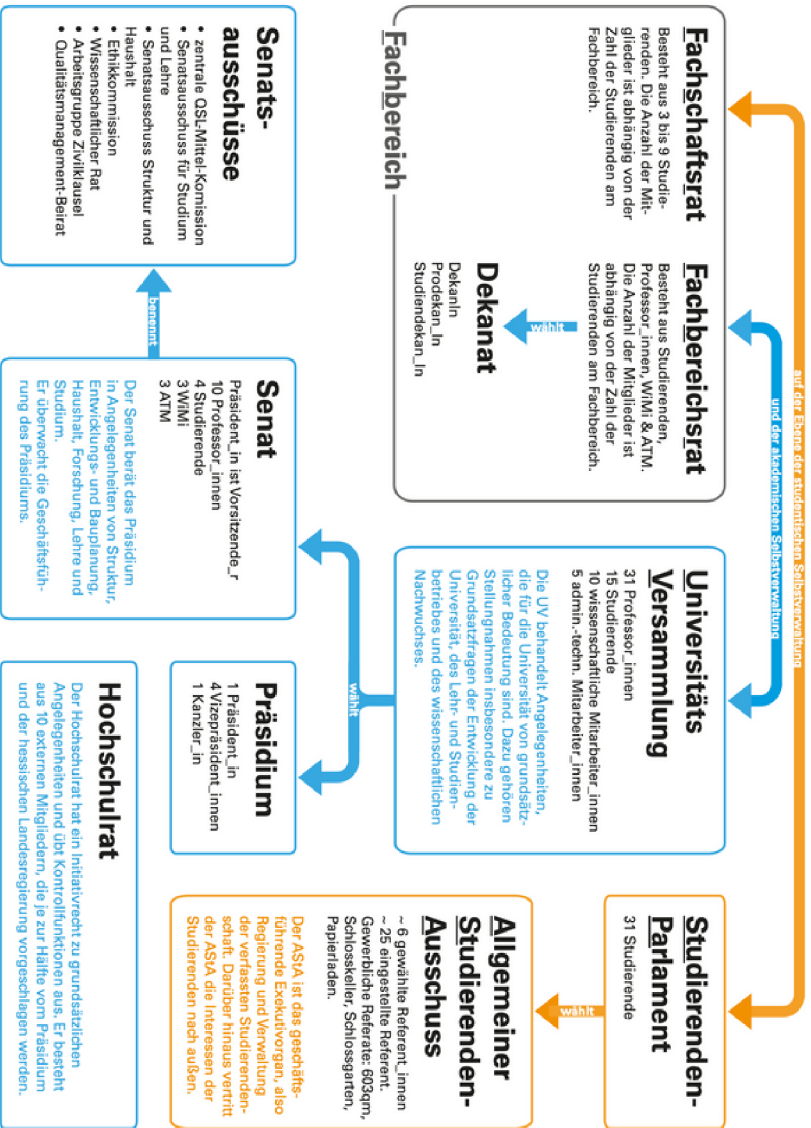 auf der Ebene der studentischen Selbstverwaltung
und der akademischen Selbstverwaltung
Fachschaftsrat
Besteht aus 3 bis 9 Studie-
renden. Die Anzahl der Mit-
glieder ist abhängig von der
Zahl der Studierenden am
Fachbereich.
Fachbereichsrat
Besteht aus Studierenden,
Professor_innen, WiMi & ATM.
Die Anzahl der Mitglieder ist
abhängig von der Zahl der
Studierenden am Fachbereich.
wählt
Dekanat
DekanIn
Prodekan_In
Studiendekan_In
Fachbereich
Universitäts
Versammlung
31 Professor_innen
15 Studierende
10 wissenschaftliche Mitarbeiter_innen
5 admin.-techn. Mitarbeiter_innen
Die UV behandelt Angelegenheiten,
die für die Universität von grundsätz-
licher Bedeutung sind. Dazu gehören
Stellungnahmen insbesondere zu
Grundsatzfragen der Entwicklung der
Universität, des Lehr- und Studien-
betriebes und des wissenschaftlichen
Nachwuchses.
Studierenden-
Parlament
31 Studierende
wählt
Allgemeiner
Studierenden-
Ausschuss
~ 6 gewählte Referent_innen
~ 25 eingestellte Referent.
Gewerbliche Referate: 603qm,
Schlosskeller, Schlossgarten,
Papierladen.
Der AStA ist das geschäfts-
führende Exekutivorgan, also
Regierung und Verwaltung
der verfassten Studierenden-
schaft. Darüber hinaus vertritt
der AStA die Interessen der
Studierenden nach außen.
wählt
Senats-
ausschüsse
• zentrale QSL-Mittel-Komission
• Senatsausschuss für Studium
und Lehre
• Senatsausschuss Struktur und
Haushalt
• Ethikkommission
• Wissenschaftlicher Rat
• Arbeitsgruppe Zivilklausel
• Qualitätsmanagement-Beirat
benennt
Senat
Präsident_in ist Vorsitzende_r
10 Professor_innen
4 Studierende
3 WiMi
3 ATM
Der Senat berät das Präsidium
in Angelegenheiten von Struktur,
Entwicklungs- und Bauplanung,
Haushalt, Forschung, Lehre und
Studium.
Er überwacht die Geschäftsfüh-
rung des Präsidiums.
Präsidium
1 Präsident_in
4 Vizepräsident_innen
1 Kanzler_in
Hochschulrat
Der Hochschulrat hat ein Initiativrecht zu grundsätzlichen
Angelegenheiten und übt Kontrollfunktionen aus. Er besteht
aus 10 externen Mitgliedern, die je zur Hälfte vom Präsidium
und der hessischen Landesregierung vorgeschlagen werden.